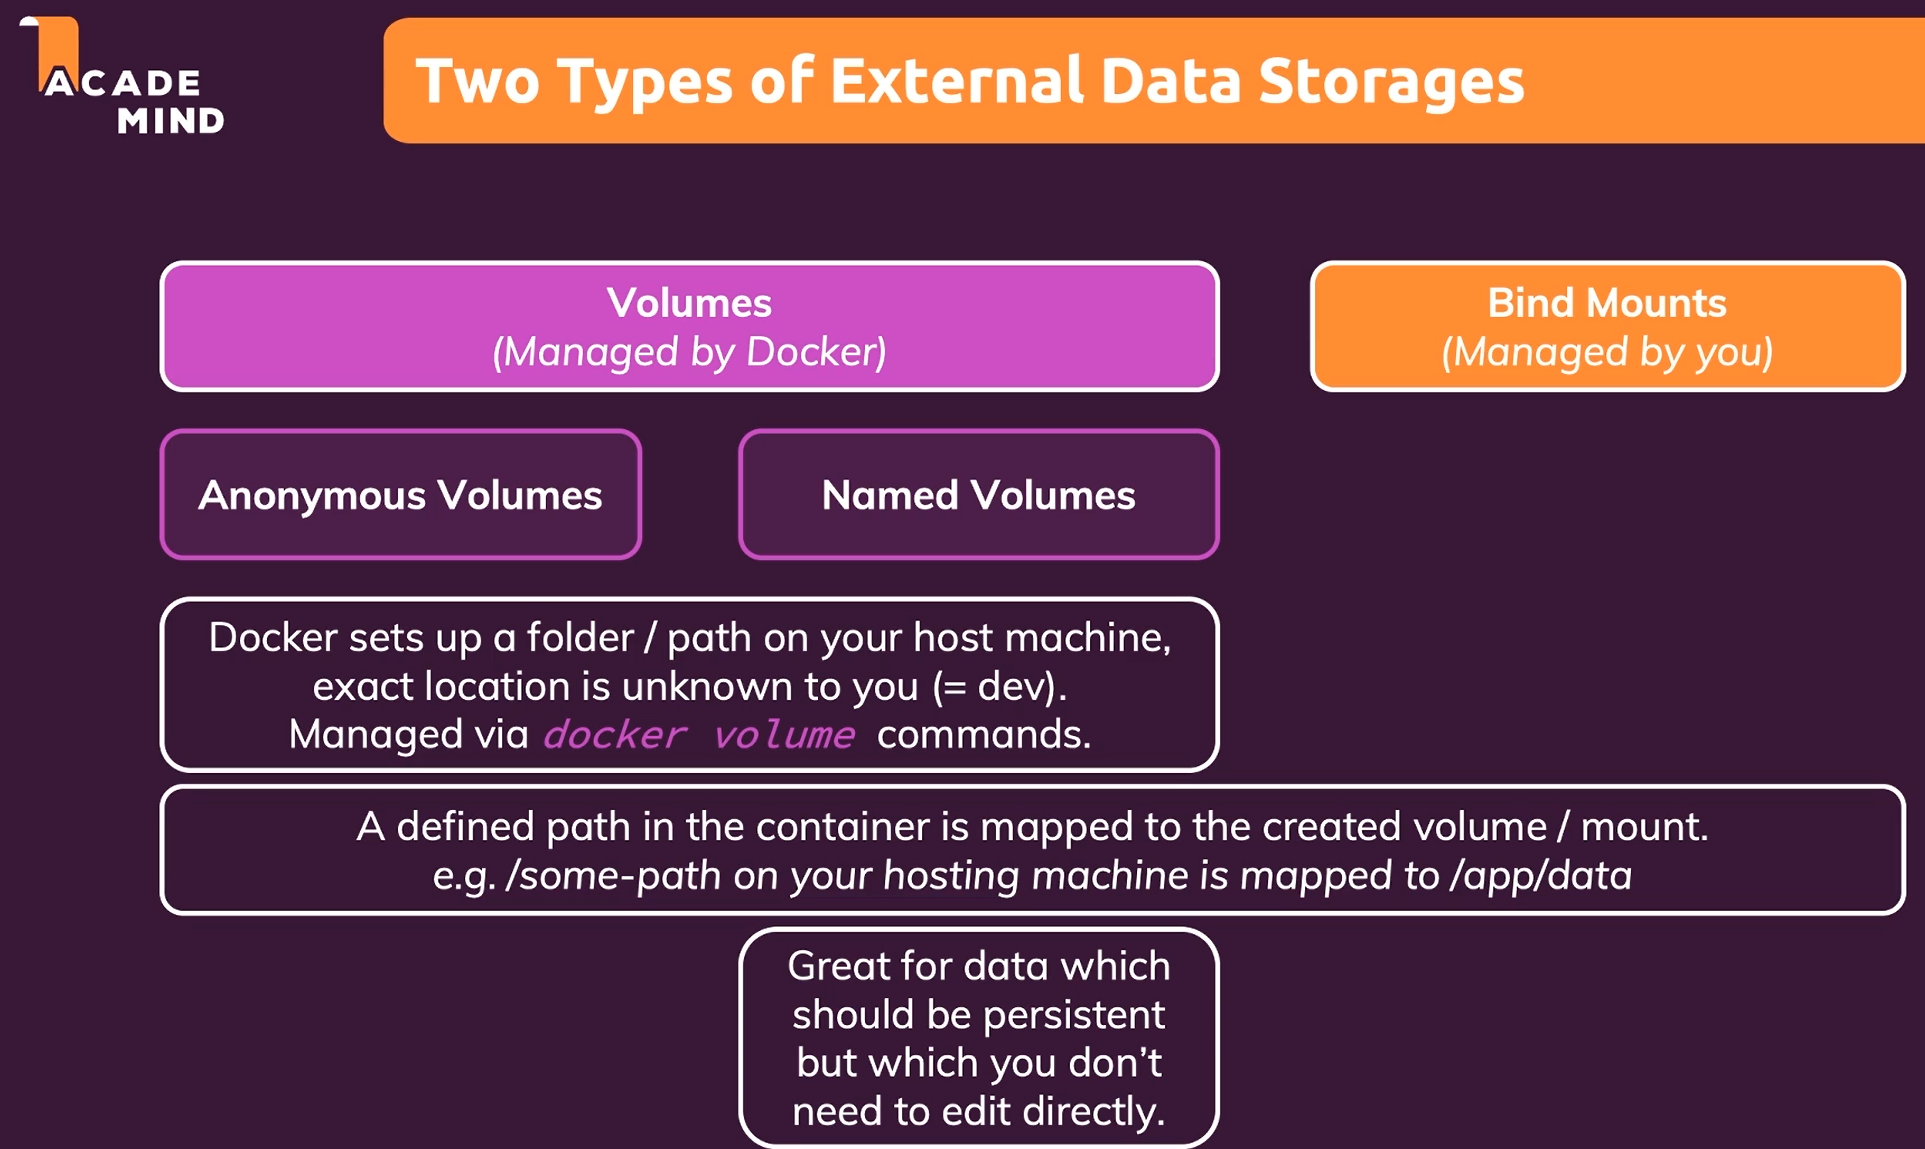 ACADE
MIND
Two Types of External Data Storages
Volumes
(Managed by Docker)
Bind Mounts
(Managed by you)
Anonymous Volumes
Named Volumes
Docker sets up a folder / path on your host machine,
exact location is unknown to you (= dev).
Managed via docker volume commands.
A defined path in the container is mapped to the created volume / mount.
e.g. /some-path on your hosting machine is mapped to /app/data
Great for data which
should be persistent
but which you don’t
need to edit directly.